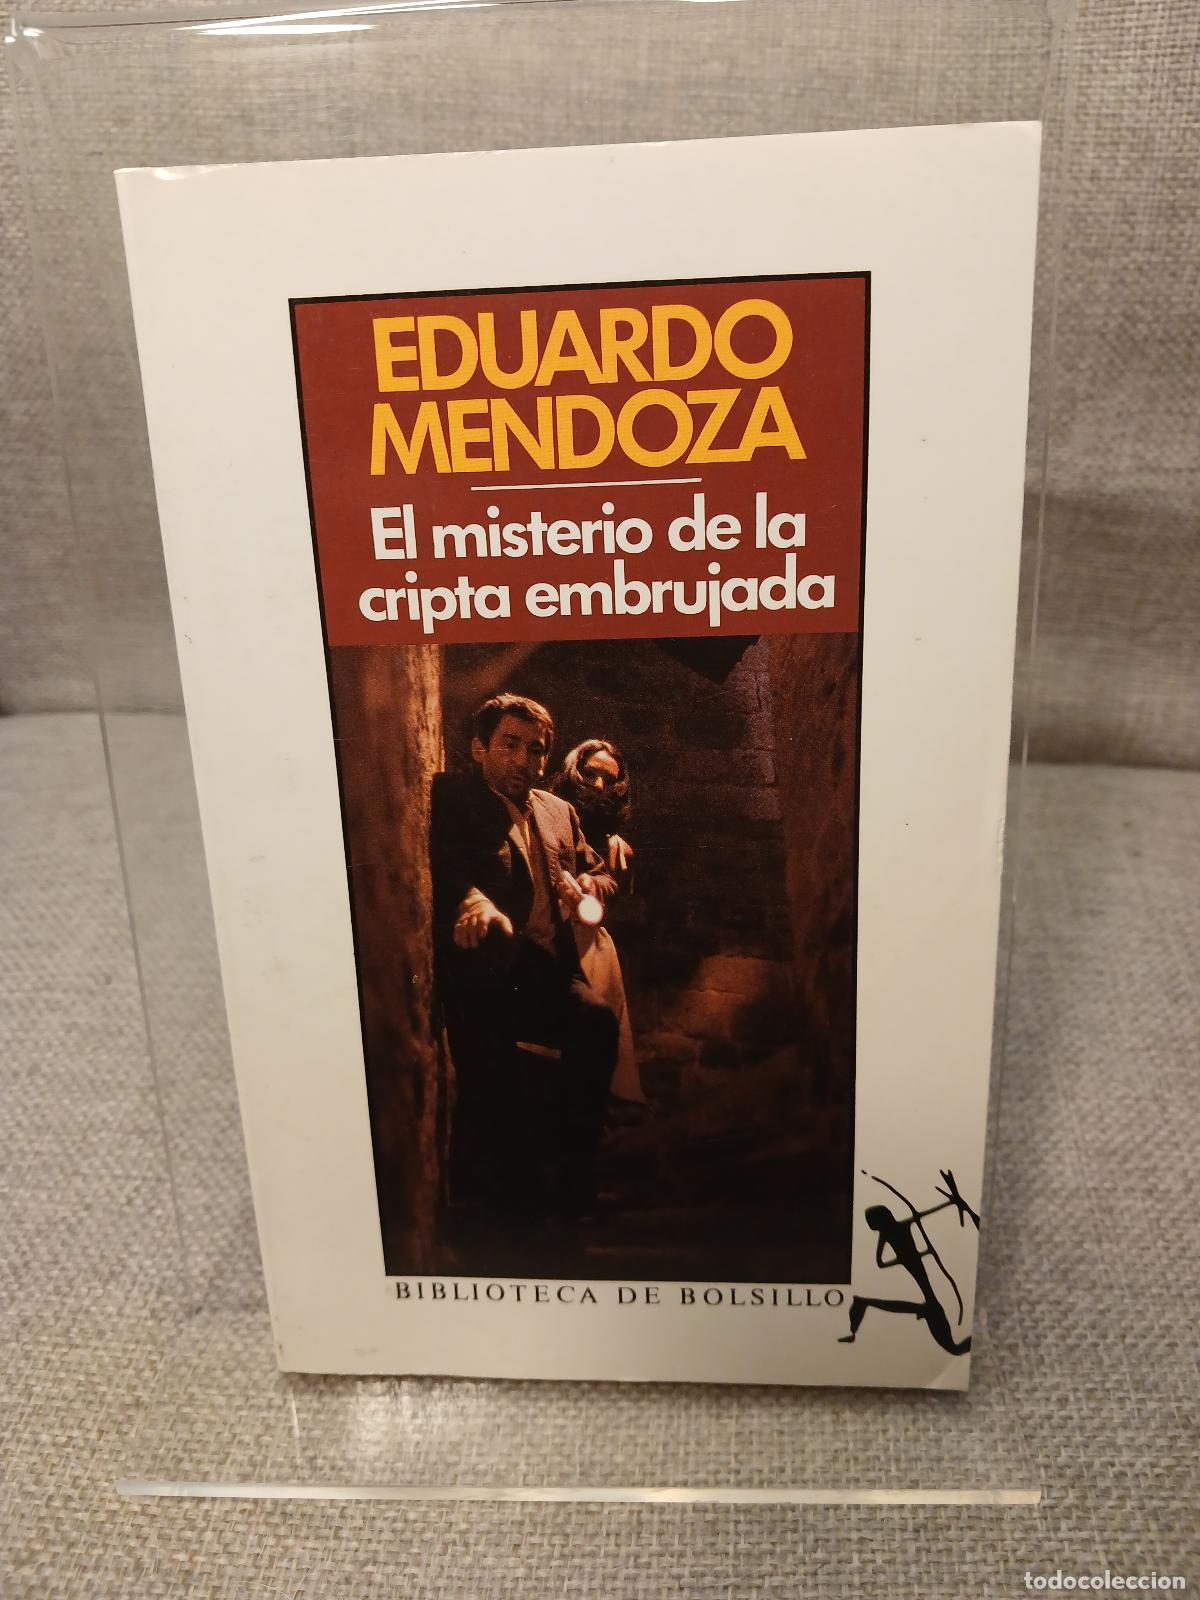 EDUARDO
MENDOZA
El misterio de la
cripta embrujada
BIBLIOTECA DE BOLSILLO
todocoleccion